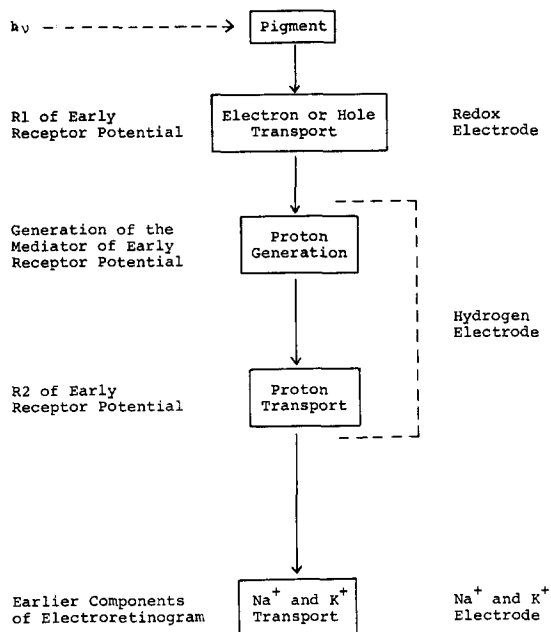 hν
Pigment
R1 of Early
Receptor Potential
Electron or Hole
Transport
Redox
Electrode
Generation of the
Mediator of Early
Receptor Potential
Proton
Generation
Hydrogen
Electrode
R2 of Early
Receptor Potential
Proton
Transport
Earlier Components
of Electroretinogram
Na⁺ and K⁺
Transport
Na⁺ and K⁺
Electrode